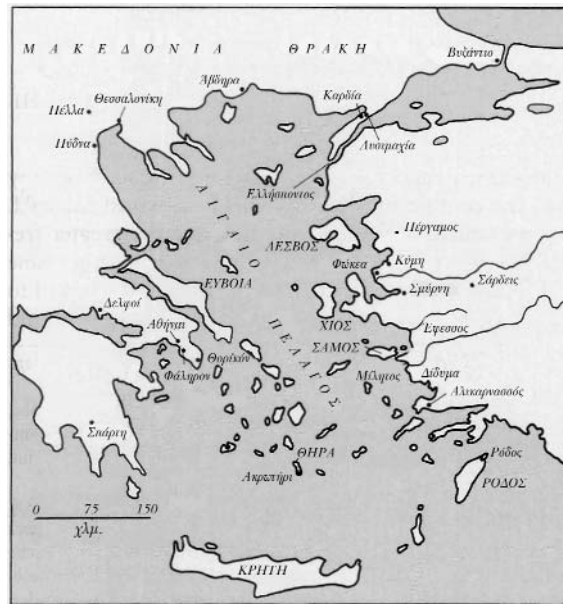 ΜΑΚΕΔΟΝΙΑ ΘΡΑΚΗ
Βυζάντιο
Άβδηρα
Καρδία
Θεσσαλονίκη
Πέλλα
Πύδνα
Λυσιμαχία
Ελλήσποντος
ΑΙΓΑΙΟ
Πέργαμος
ΛΕΣΒΟΣ
Κύμη
Φώκεα
Σάρδεις
ΕΥΒΟΙΑ
Σμύρνη
Δελφοί
ΧΙΟΣ
Έφεσσος
Αθήναι
ΠΕΛΑΓΟΣ
ΣΑΜΟΣ
Θορικόν
Φάληρον
Μίλητος
Δίδυμα
Αλικαρνασσός
Σπάρτη
ΘΗΡΑ
Ρόδος
Ακρωτήρι
ΡΟΔΟΣ
0 75 150
χλμ.
ΚΡΗΤΗ